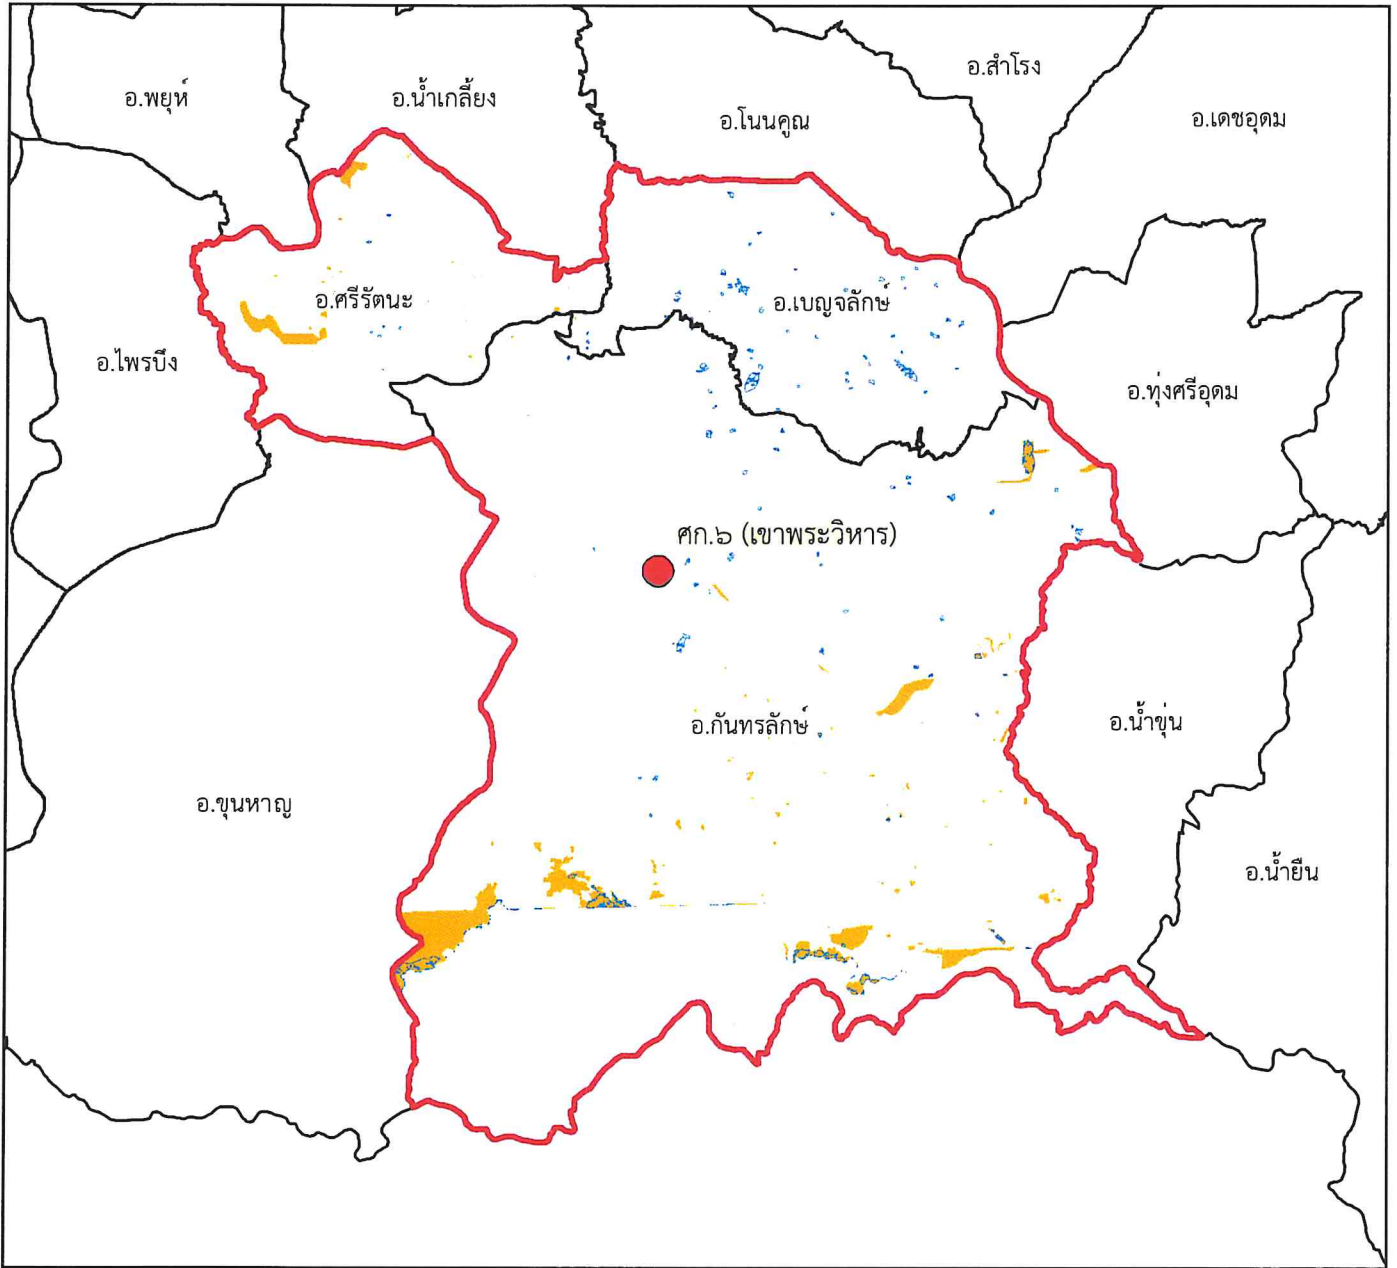 อ.สำโรง
อ.พยุห์
อ.น้ำเกลี้ยง
อ.โนนคูณ
อ.เดชอุดม
อ.ศรีรัตนะ
อ.เบญจลักษ์
อ.ไพรบึง
อ.ทุ่งศรีอุดม
ศก.๖ (เขาพระวิหาร)
อ.กันทรลักษ์
อ.น้ำขุ่น
อ.ขุนหาญ
อ.น้ำยืน